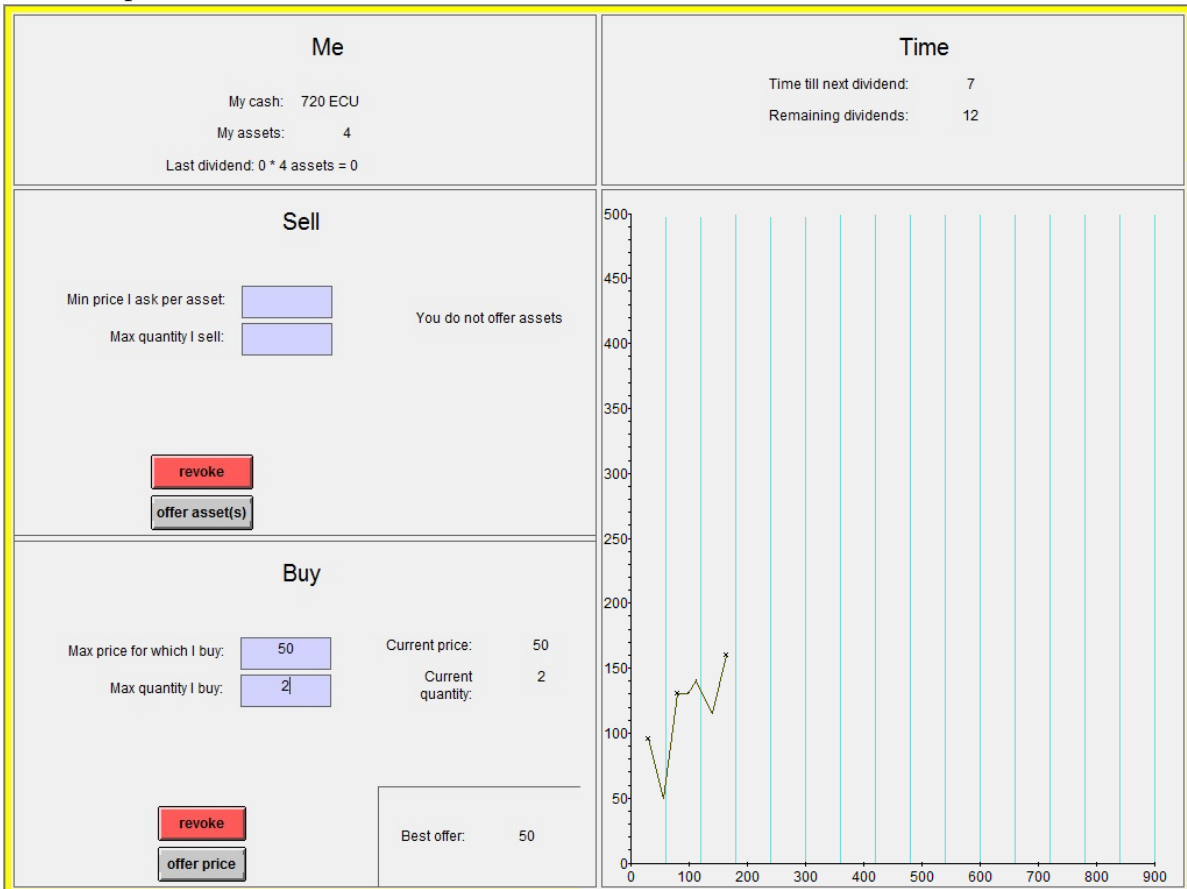 Me
My cash: 720 ECU
My assets: 4
Last dividend: 0 * 4 assets = 0
Time
Time till next dividend: 7
Remaining dividends: 12
Sell
Min price I ask per asset:
Max quantity I sell:
You do not offer assets
revoke
offer asset(s)
Buy
Max price for which I buy: 50
Max quantity I buy: 2
Current price: 50
Current quantity: 2
revoke
offer price
Best offer: 50
500
450
400
350
300
250
200
150
100
50
0
0 100 200 300 400 500 600 700 800 900